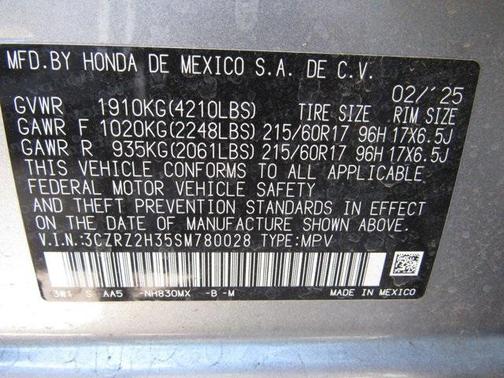 MFD.BY HONDA DE MEXICO S.A. DE C.V.
02/'25
GVWR 1910KG(4210LBS) TIRE SIZE RIM SIZE
GAWR F 1020KG(2248LBS) 215/60R17 96H 17X6.5J
GAWR R 935KG(2061LBS) 215/60R17 96H 17X6.5J
THIS VEHICLE CONFORMS TO ALL APPLICABLE
FEDERAL MOTOR VEHICLE SAFETY
AND THEFT PREVENTION STANDARDS IN EFFECT
ON THE DATE OF MANUFACTURE SHOWN ABOVE.
V.I.N:3CZRZ2H35SM780028 TYPE:MPV
3W1 S AA5 -NH830MX -B -M MADE IN MEXICO